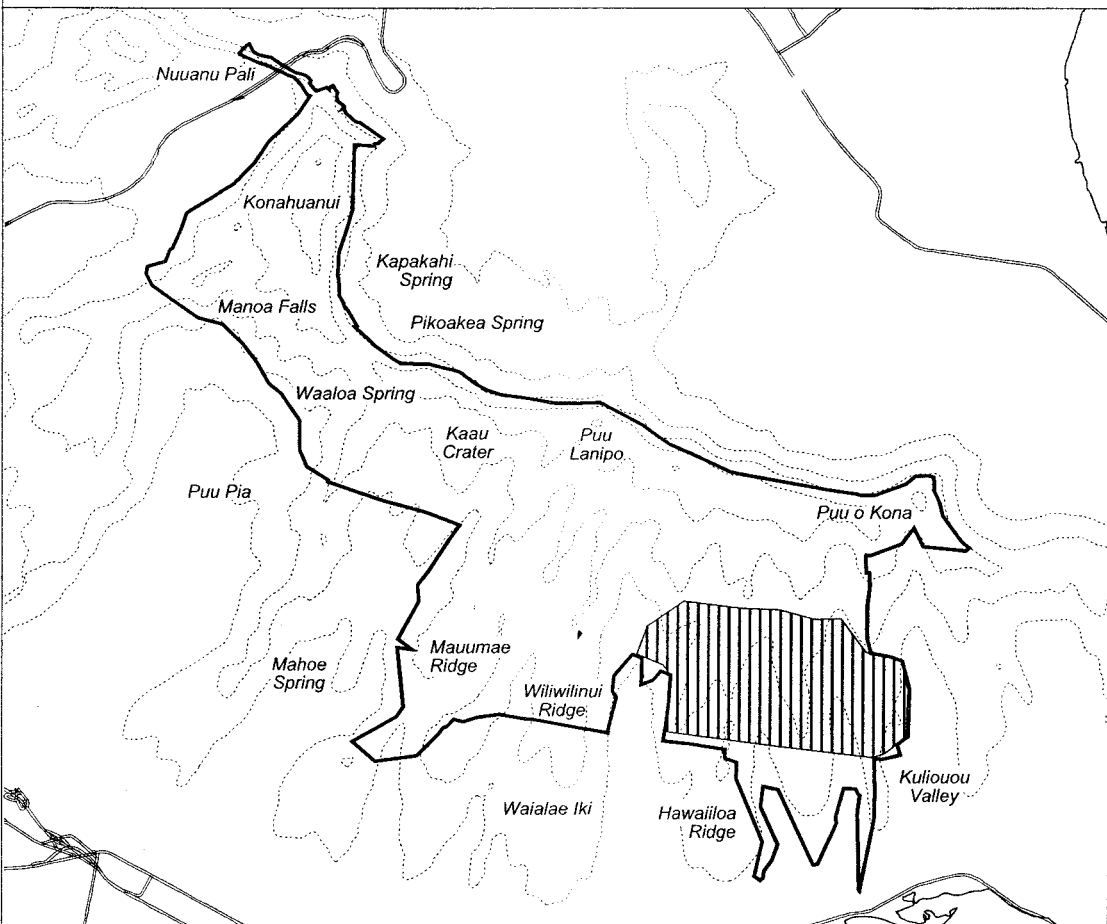 Nuuanu Pali
Konahuanui
Kapakahi
Spring
Manoa Falls
Pikoakea Spring
Waaloa Spring
Kaau
Crater
Puu
Lanipo
Puu Pia
Puu o Kona
Mauumae
Ridge
Mahoe
Spring
Wiliwilinui
Ridge
Kuliouou
Valley
Waialae Iki
Hawaiiloa
Ridge